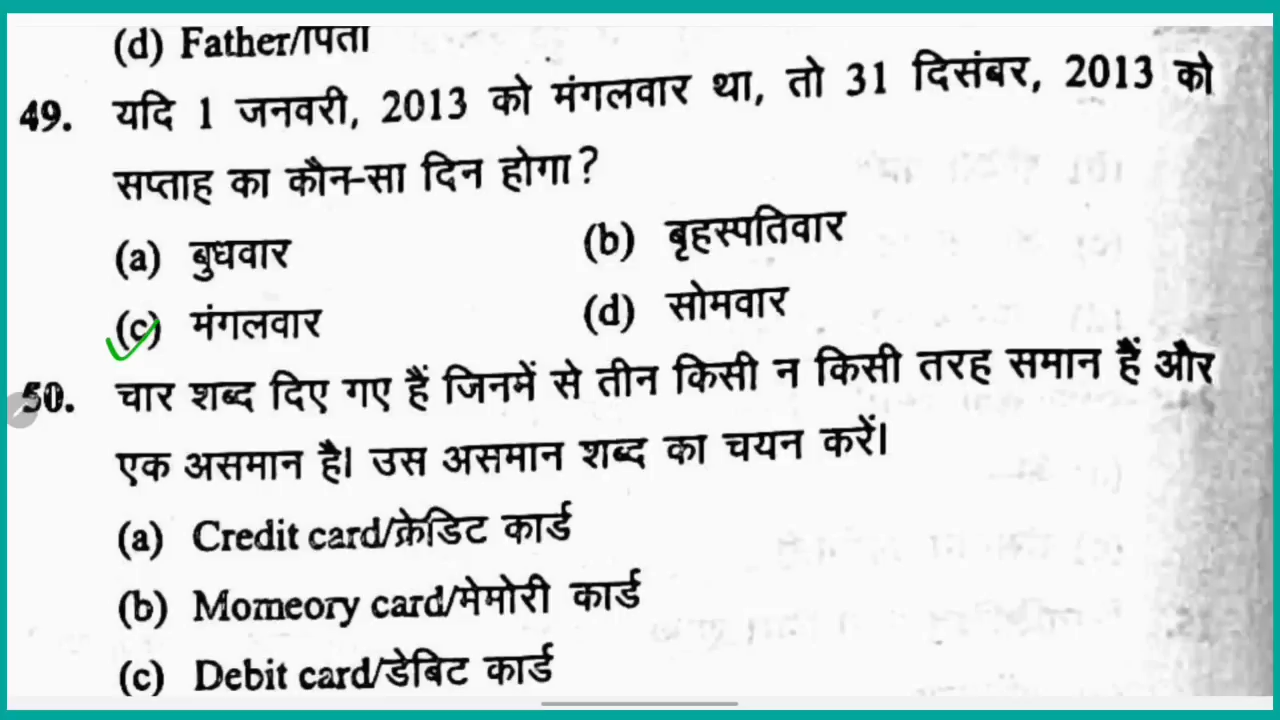 (d) Father/पिता
49. यदि 1 जनवरी, 2013 को मंगलवार था, तो 31 दिसंबर, 2013 को
सप्ताह का कौन-सा दिन होगा?
(a) बुधवार (b) बृहस्पतिवार
(c) मंगलवार (d) सोमवार
50. चार शब्द दिए गए हैं जिनमें से तीन किसी न किसी तरह समान हैं और
एक असमान है। उस असमान शब्द का चयन करें।
(a) Credit card/क्रेडिट कार्ड
(b) Momeory card/मेमोरी कार्ड
(c) Debit card/डेबिट कार्ड